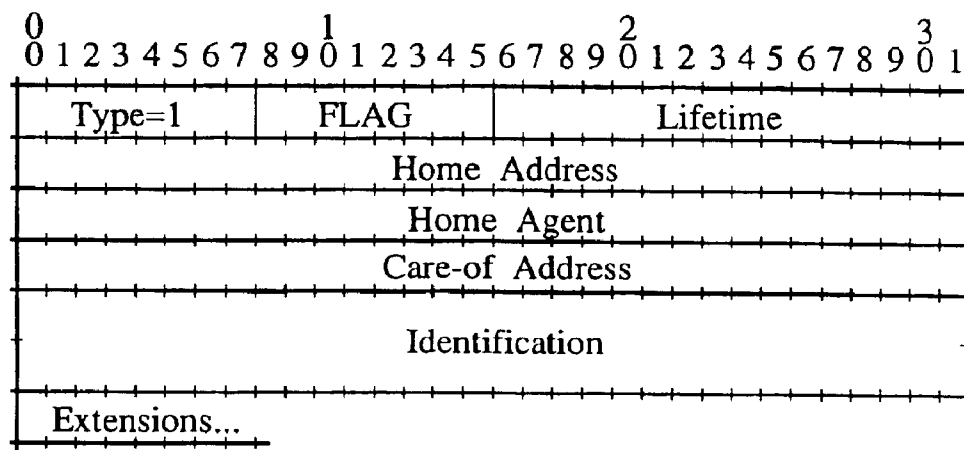 0 1 2 3
0 1 2 3 4 5 6 7 8 9 0 1 2 3 4 5 6 7 8 9 0 1 2 3 4 5 6 7 8 9 0 1
Type=1 FLAG Lifetime
Home Address
Home Agent
Care-of Address
Identification
Extensions...